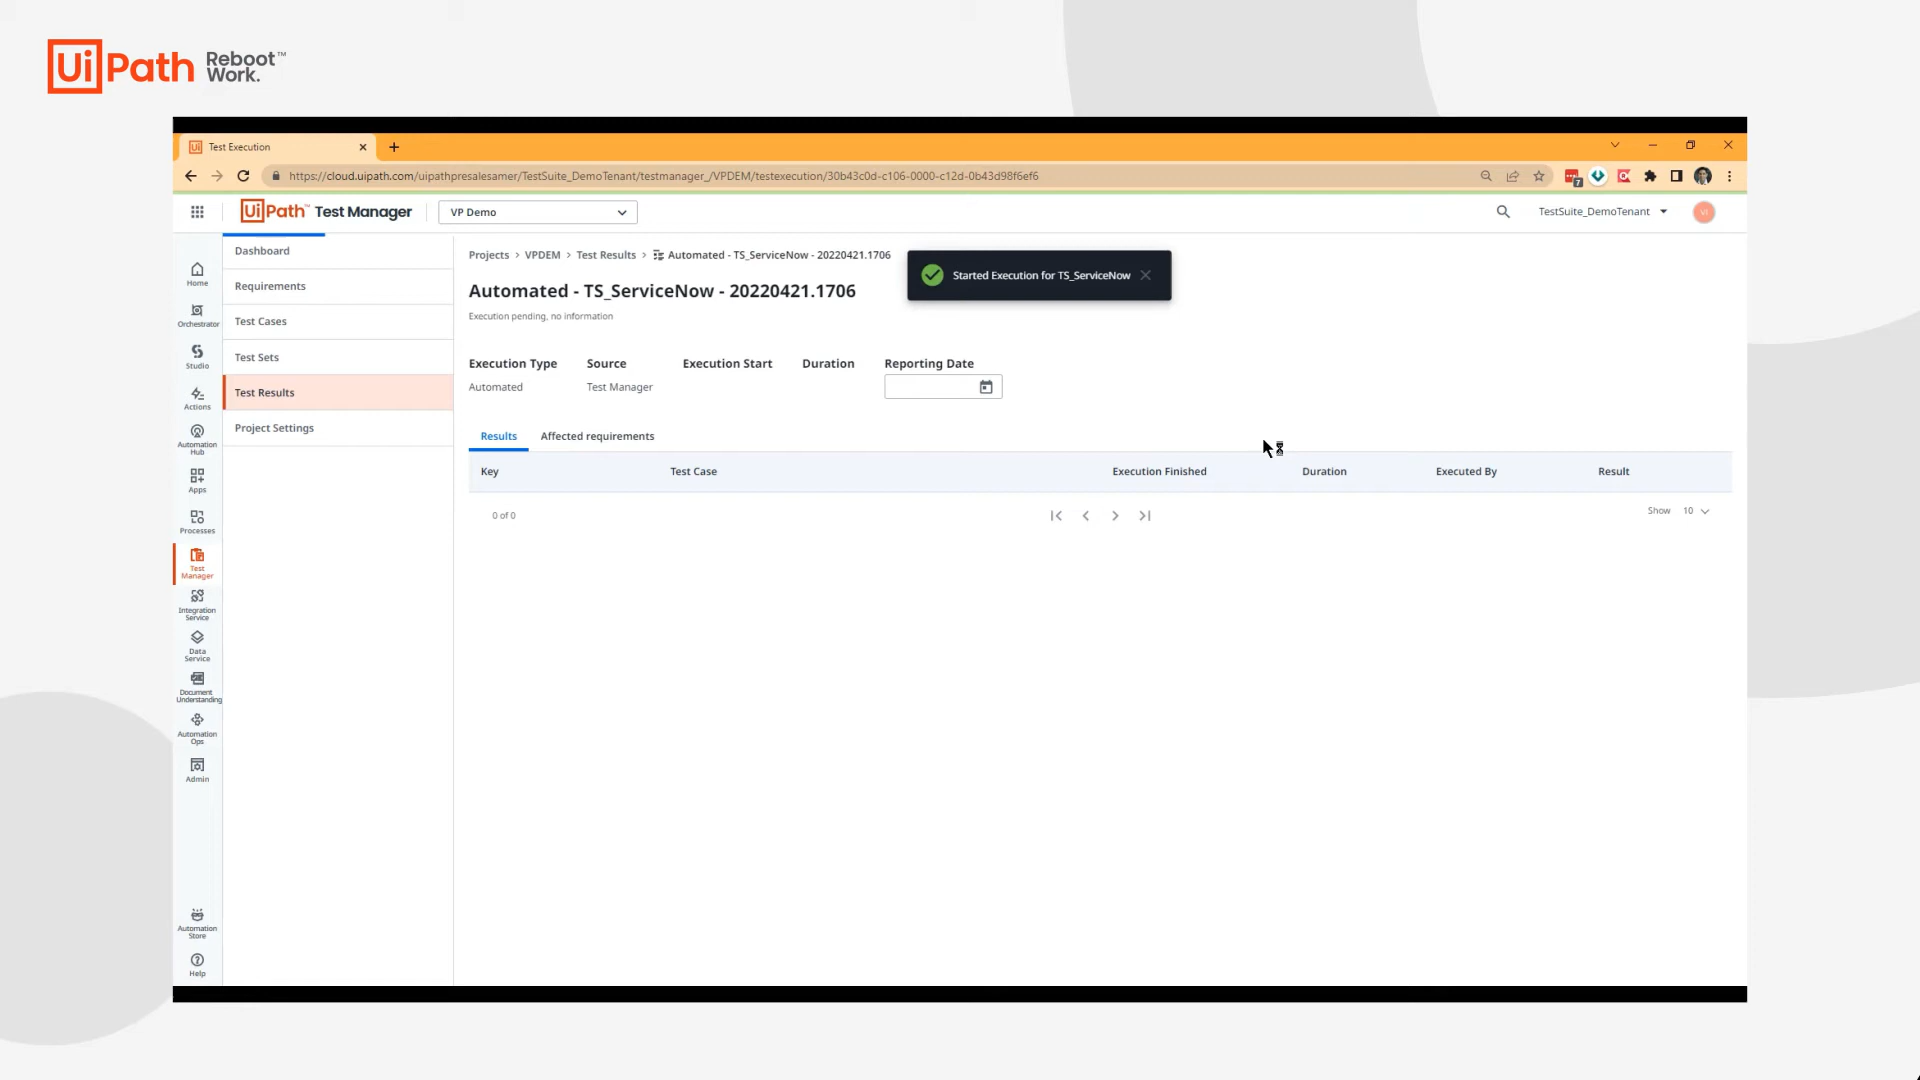 UiPath Reboot Work.™
Test Execution
https://cloud.uipath.com/uipathpresalesamer/TestSuite_DemoTenant/testmanager_/VPDEM/testexecution/30b43c0d-c106-0000-c12d-0b43d98f6ef6
7
UiPath™ Test Manager
VP Demo
TestSuite_DemoTenant
VI
Home
Orchestrator
Studio
Actions
Automation Hub
Apps
Processes
Test Manager
Integration Service
Data Service
Document Understanding
Automation Ops
Admin
Automation Store
Help
Dashboard
Requirements
Test Cases
Test Sets
Test Results
Project Settings
Projects > VPDEM > Test Results > Automated - TS_ServiceNow - 20220421.1706
Started Execution for TS_ServiceNow
Automated - TS_ServiceNow - 20220421.1706
Execution pending, no information
Execution Type Source Execution Start Duration Reporting Date
Automated Test Manager
Results Affected requirements
Key Test Case Execution Finished Duration Executed By Result
0 of 0 Show 10